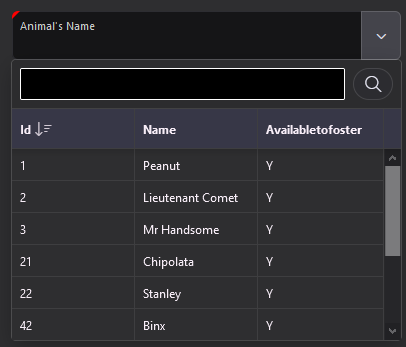 Animal's Name
Id Name Availabletofoster
1 Peanut Y
2 Lieutenant Comet Y
3 Mr Handsome Y
21 Chipolata Y
22 Stanley Y
42 Binx Y